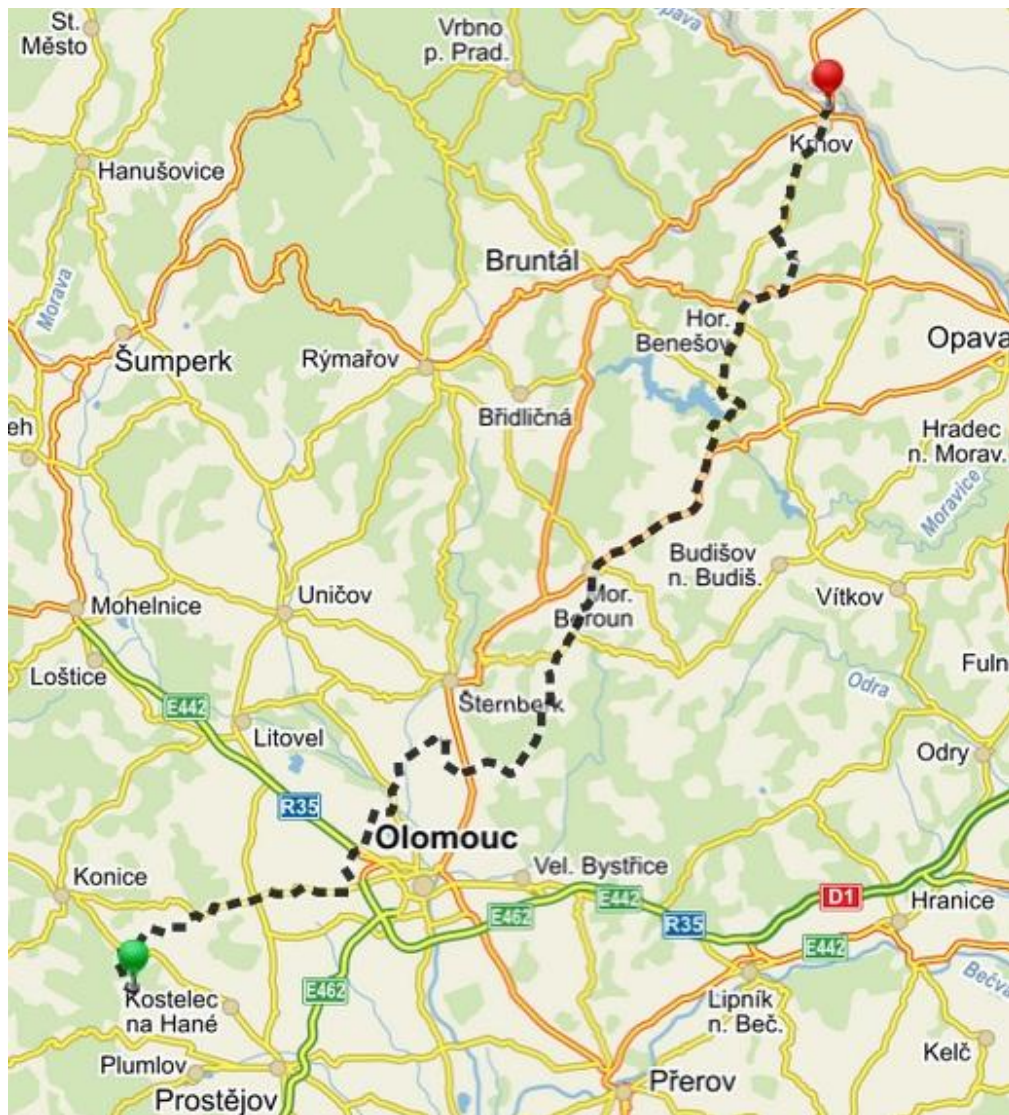 St.
Město
Vrbno
p. Prad.
Opava
Krnov
Hanušovice
Morava
Bruntál
Hor.
Benešov
Opava
Šumperk
Rýmařov
Břidličná
eh
Hradec
n. Morav.
Moravice
Budišov
n. Budiš.
Mohelnice
Uničov
Mor.
Beroun
Vítkov
Loštice
Šternberk
Fuln
Odra
E442
Litovel
Odry
R35
Olomouc
Vel. Bystřice
Konice
D1
E442
Hranice
E462
R35
E442
Bečva
E462
Kostelec
na Hané
Lipník
n. Beč.
Kelč
Plumlov
Přerov
Prostějov